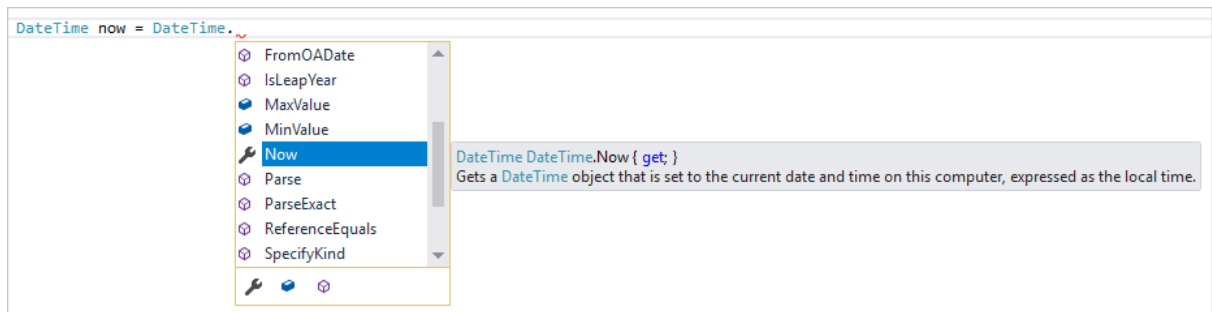 DateTime now = DateTime.
FromOADate
IsLeapYear
MaxValue
MinValue
Now
DateTime DateTime.Now { get; }
Gets a DateTime object that is set to the current date and time on this computer, expressed as the local time.
Parse
ParseExact
ReferenceEquals
SpecifyKind